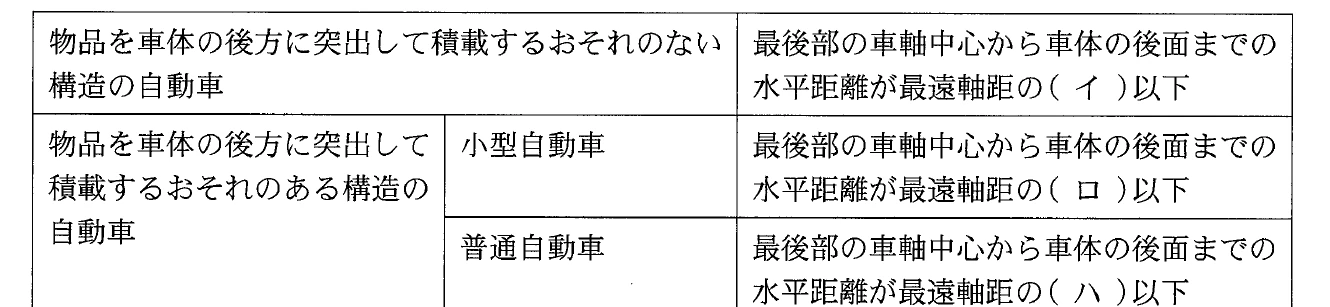 物品を車体の後方に突出して積載するおそれのない
構造の自動車
最後部の車軸中心から車体の後面までの
水平距離が最遠軸距の( イ )以下
物品を車体の後方に突出して
積載するおそれのある構造の
自動車
小型自動車
最後部の車軸中心から車体の後面までの
水平距離が最遠軸距の( ロ )以下
普通自動車
最後部の車軸中心から車体の後面までの
水平距離が最遠軸距の( ハ )以下